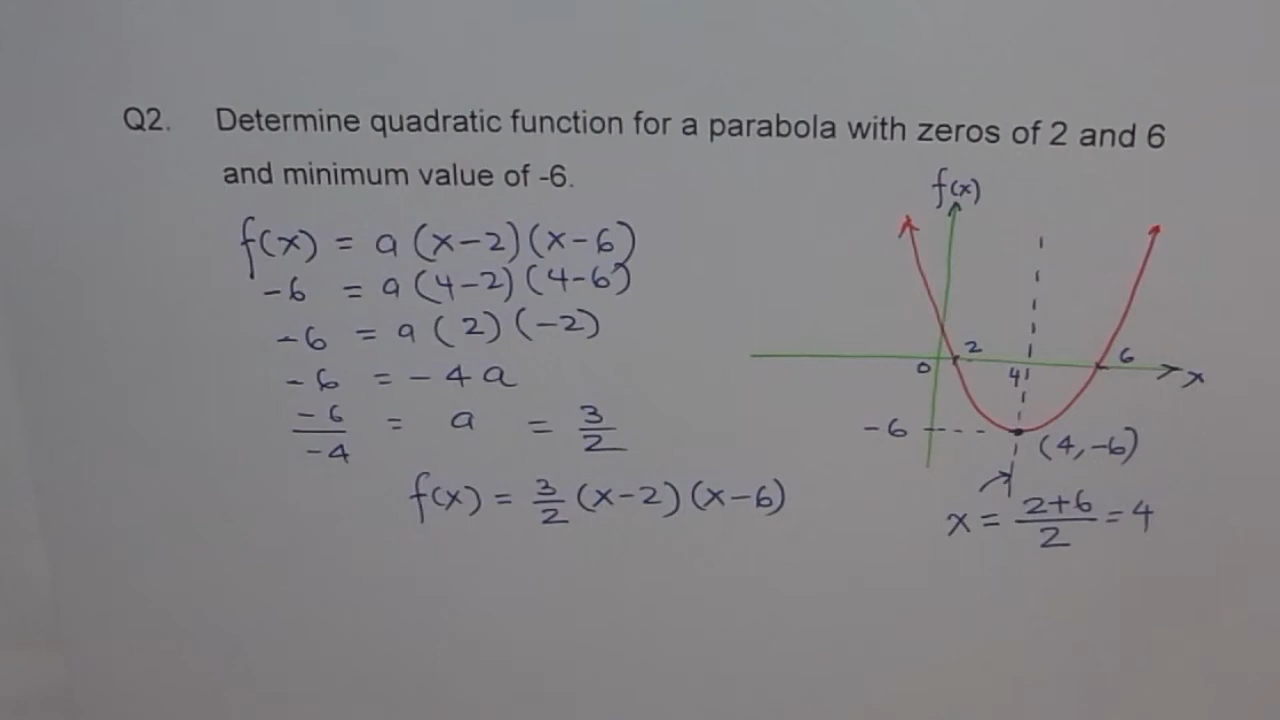 Q2. Determine quadratic function for a parabola with zeros of 2 and 6
and minimum value of -6.
f(x) = a(x-2)(x-6)
-6 = a(4-2)(4-6)
-6 = a(2)(-2)
-6 = -4a
-6/-4 = a = 3/2
f(x) = 3/2 (x-2)(x-6)
f(x)
2
6
0
4
x
-6
(4,-6)
x = 2+6/2 = 4